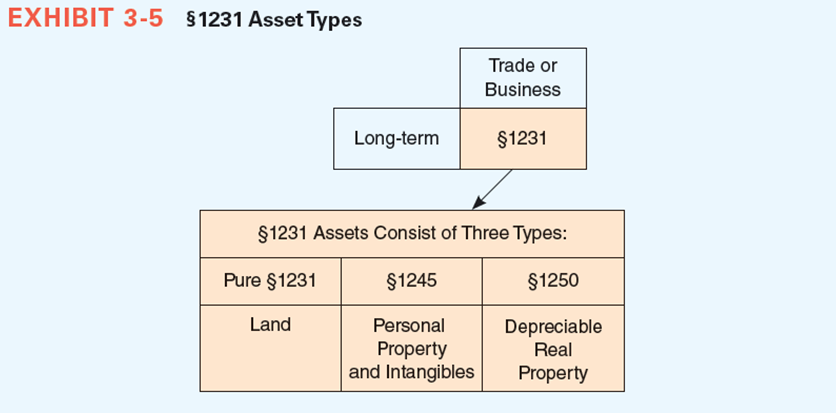 EXHIBIT 3-5 §1231 Asset Types
Trade or
Business
Long-term §1231
§1231 Assets Consist of Three Types:
Pure §1231 §1245 §1250
Land
Personal
Property
and Intangibles
Depreciable
Real
Property